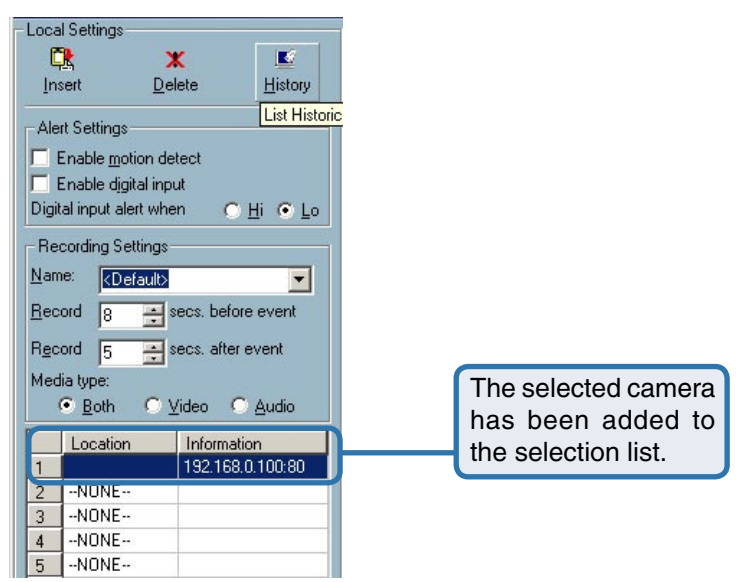 Local Settings
Insert Delete History
List Historic
Alert Settings
Enable motion detect
Enable digital input
Digital input alert when Hi Lo
Recording Settings
Name: <Default>
Record 8 secs. before event
Record 5 secs. after event
Media type:
Both Video Audio
Location Information
1 192.168.0.100:80
2 --NONE--
3 --NONE--
4 --NONE--
5 --NONE--
The selected camera
has been added to
the selection list.